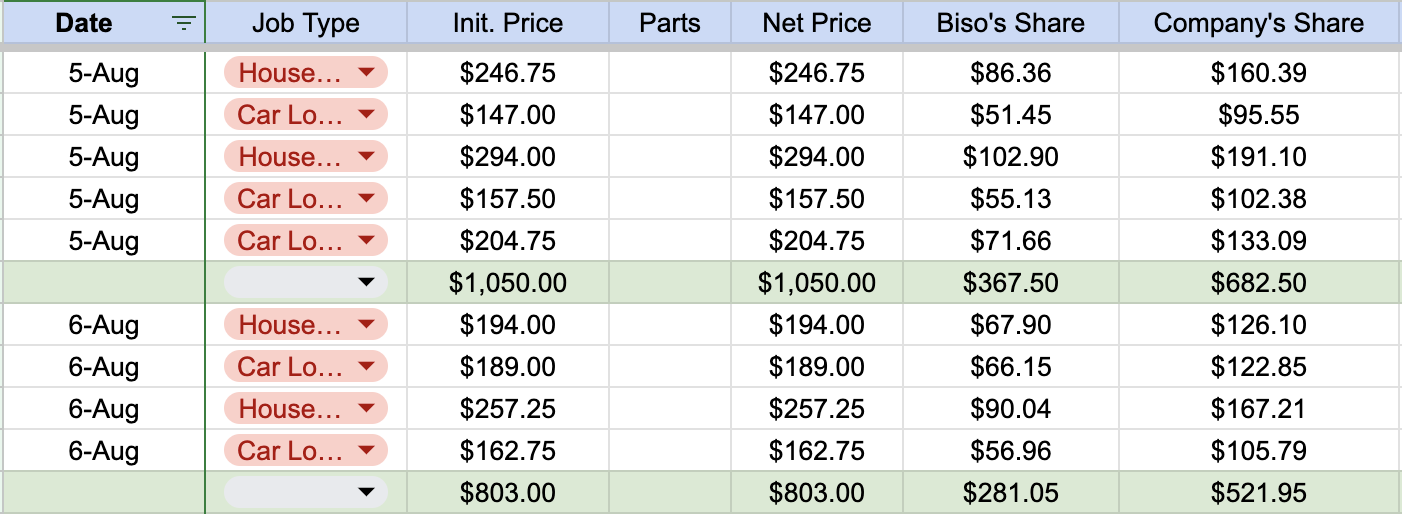 Date Job Type Init. Price Parts Net Price Biso's Share Company's Share
5-Aug House... $246.75 $246.75 $86.36 $160.39
5-Aug Car Lo... $147.00 $147.00 $51.45 $95.55
5-Aug House... $294.00 $294.00 $102.90 $191.10
5-Aug Car Lo... $157.50 $157.50 $55.13 $102.38
5-Aug Car Lo... $204.75 $204.75 $71.66 $133.09
$1,050.00 $1,050.00 $367.50 $682.50
6-Aug House... $194.00 $194.00 $67.90 $126.10
6-Aug Car Lo... $189.00 $189.00 $66.15 $122.85
6-Aug House... $257.25 $257.25 $90.04 $167.21
6-Aug Car Lo... $162.75 $162.75 $56.96 $105.79
$803.00 $803.00 $281.05 $521.95